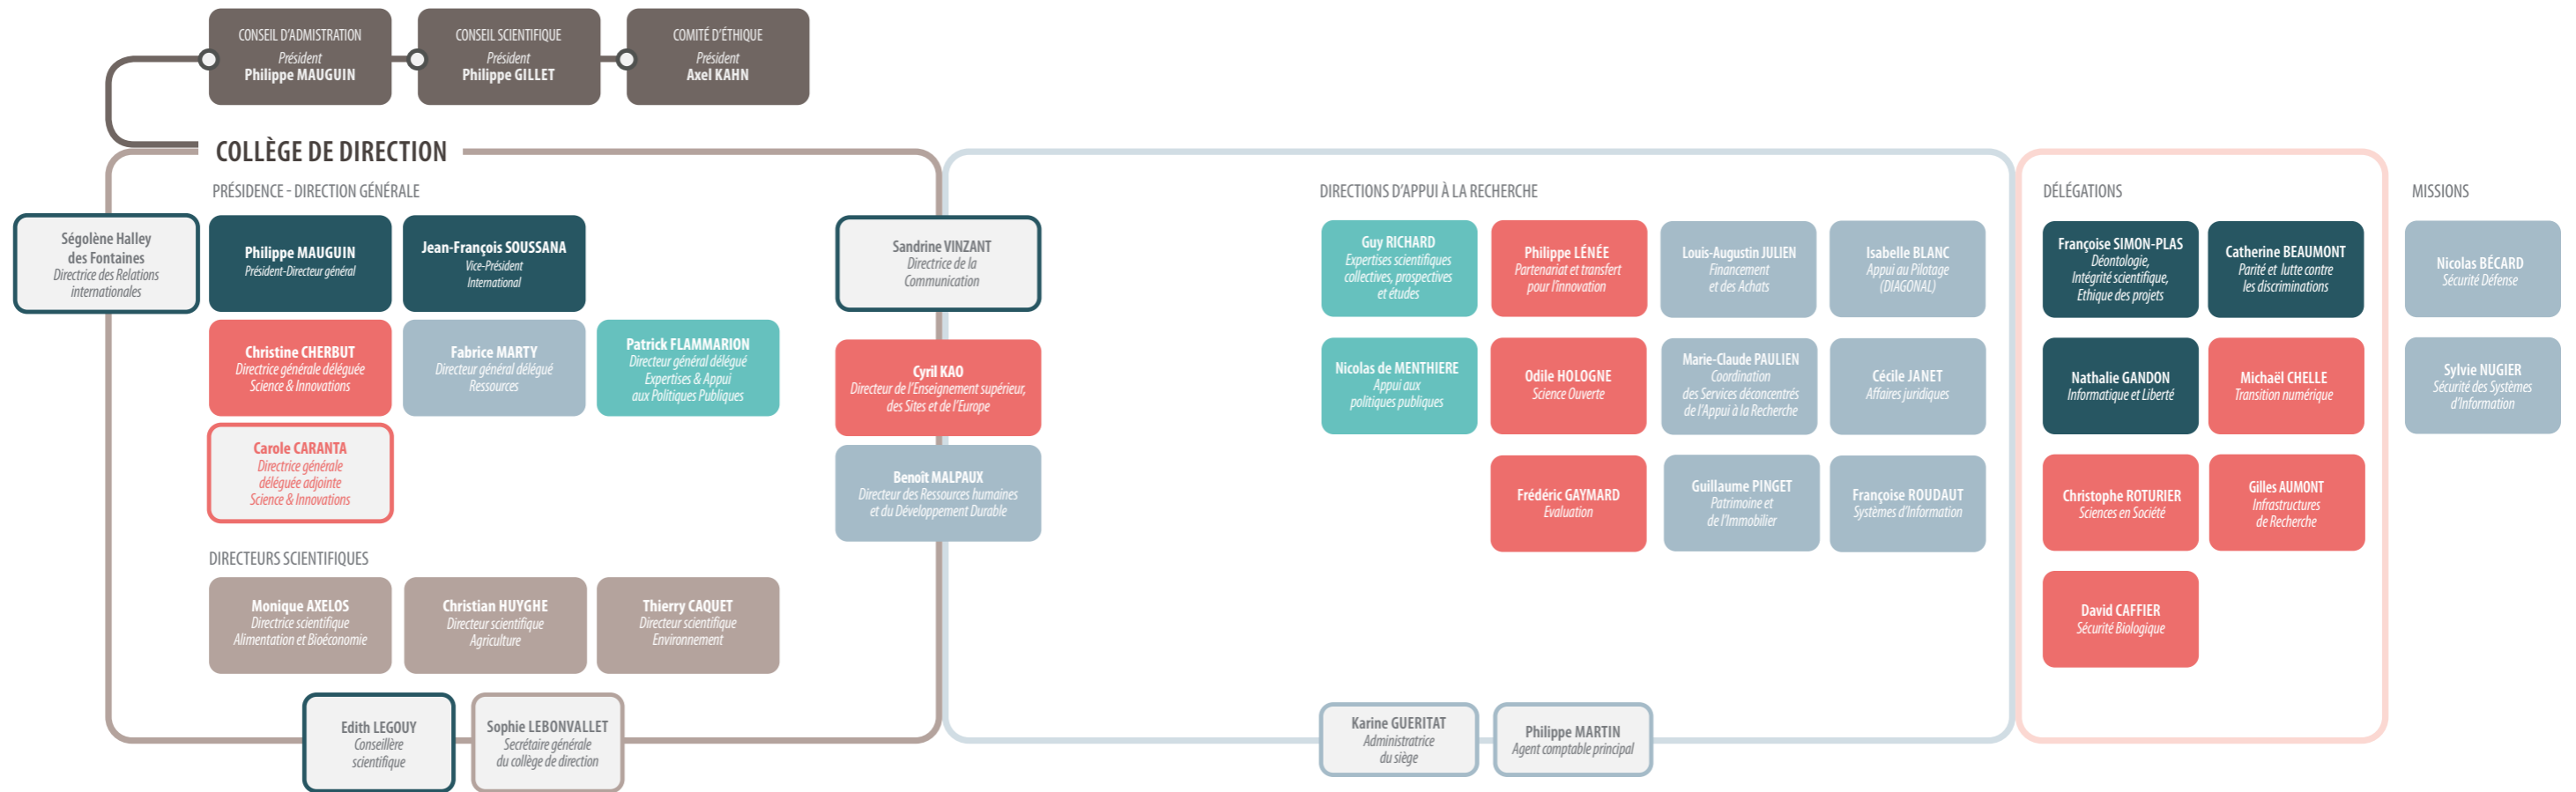 CONSEIL D'ADMISTRATION
Président
Philippe MAUGUIN
CONSEIL SCIENTIFIQUE
Président
Philippe GILLET
COMITÉ D'ÉTHIQUE
Président
Axel KAHN
COLLÈGE DE DIRECTION
PRÉSIDENCE - DIRECTION GÉNÉRALE
Ségolène Halley
des Fontaines
Directrice des Relations
internationales
Philippe MAUGUIN
Président-Directeur général
Jean-François SOUSSANA
Vice-Président
International
Christine CHERBUT
Directrice générale déléguée
Science & Innovations
Fabrice MARTY
Directeur général délégué
Ressources
Patrick FLAMMARION
Directeur général délégué
Expertises & Appui
aux Politiques Publiques
Carole CARANTA
Directrice générale
déléguée adjointe
Science & Innovations
DIRECTEURS SCIENTIFIQUES
Monique AXELOS
Directrice scientifique
Alimentation et Bioéconomie
Christian HUYGHE
Directeur scientifique
Agriculture
Thierry CAQUET
Directeur scientifique
Environnement
Edith LEGOUY
Conseillère
scientifique
Sophie LEBONVALLET
Secrétaire générale
du collège de direction
Sandrine VINZANT
Directrice de la
Communication
Cyril KAO
Directeur de l'Enseignement supérieur,
des Sites et de l'Europe
Benoît MALPAUX
Directeur des Ressources humaines
et du Développement Durable
DIRECTIONS D'APPUI À LA RECHERCHE
Guy RICHARD
Expertises scientifiques
collectives, prospectives
et études
Philippe LÉNÉE
Partenariat et transfert
pour l'innovation
Louis-Augustin JULIEN
Financement
et des Achats
Isabelle BLANC
Appui au Pilotage
(DIAGONAL)
Nicolas de MENTHIERE
Appui aux
politiques publiques
Odile HOLOGNE
Science Ouverte
Marie-Claude PAULIEN
Coordination
des Services déconcentrés
de l'Appui à la Recherche
Cécile JANET
Affaires juridiques
Frédéric GAYMARD
Evaluation
Guillaume PINGET
Patrimoine et
de l'Immobilier
Françoise ROUDAUT
Systèmes d'Information
Karine GUERITAT
Administratrice
du siège
Philippe MARTIN
Agent comptable principal
DÉLÉGATIONS
Françoise SIMON-PLAS
Déontologie,
Intégrité scientifique,
Ethique des projets
Catherine BEAUMONT
Parité et lutte contre
les discriminations
Nathalie GANDON
Informatique et Liberté
Michaël CHELLE
Transition numérique
Christophe ROTURIER
Sciences en Société
Gilles AUMONT
Infrastructures
de Recherche
David CAFFIER
Sécurité Biologique
MISSIONS
Nicolas BÉCARD
Sécurité Défense
Sylvie NUGIER
Sécurité des Systèmes
d'Information